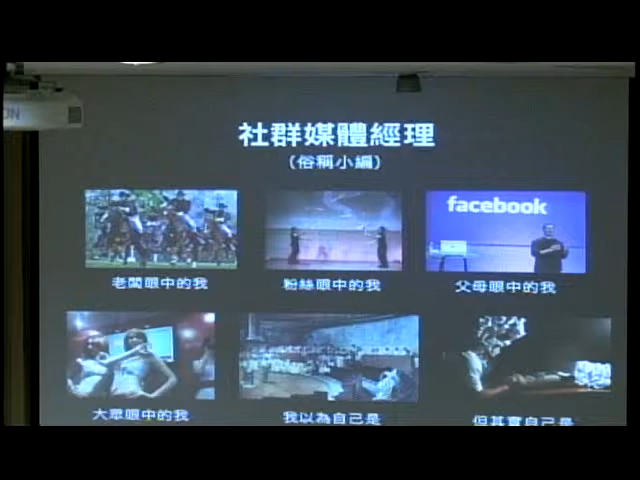 社群媒體經理
(俗稱小編)
facebook
老闆眼中的我
粉絲眼中的我
父母眼中的我
大眾眼中的我
我以為自己是
但其實自己是
ON